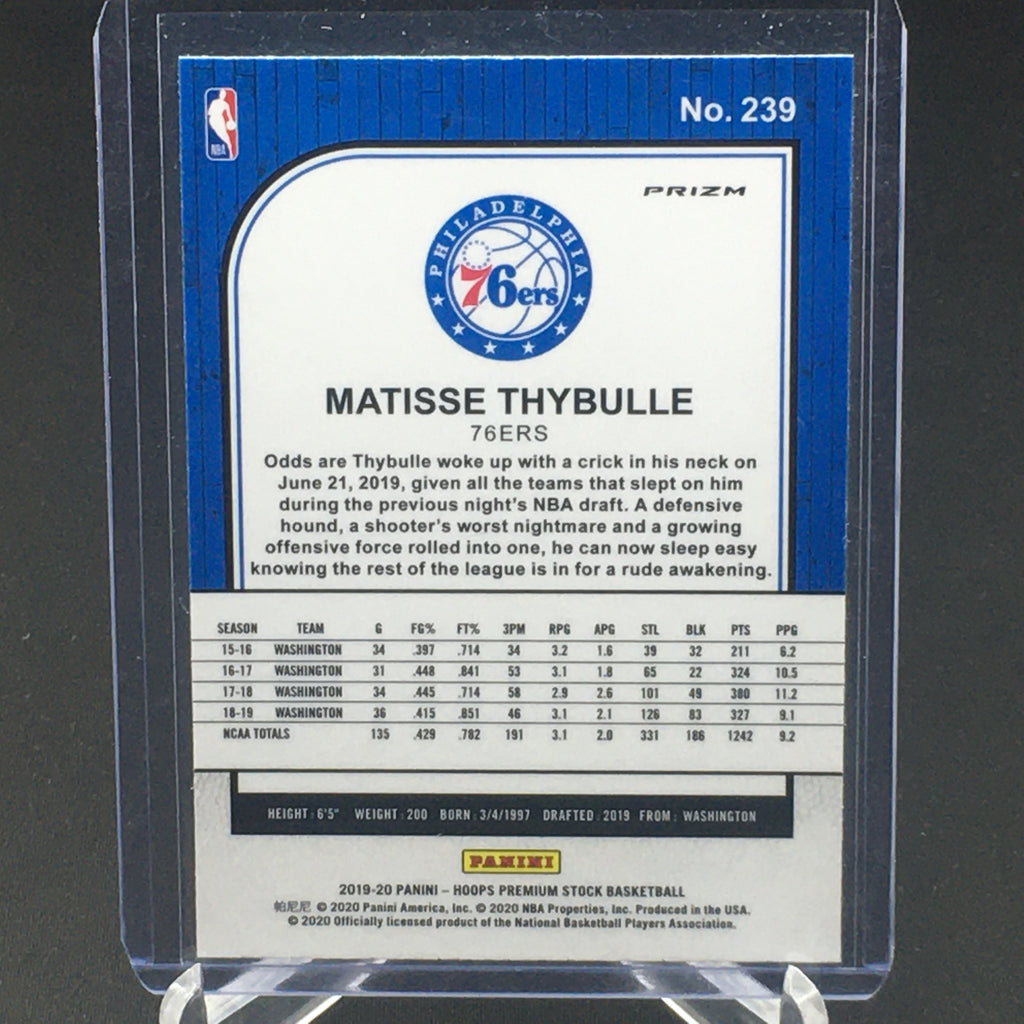 No. 239
NBA
PRIZM
PHILADELPHIA
76ers
MATISSE THYBULLE
76ERS
Odds are Thybulle woke up with a crick in his neck on
June 21, 2019, given all the teams that slept on him
during the previous night's NBA draft. A defensive
hound, a shooter's worst nightmare and a growing
offensive force rolled into one, he can now sleep easy
knowing the rest of the league is in for a rude awakening.
SEASON TEAM G FG% FT% 3PM RPG APG STL BLK PTS PPG
15-16 WASHINGTON 34 .397 .714 34 3.2 1.6 39 32 211 6.2
16-17 WASHINGTON 31 .448 .841 53 3.1 1.8 65 22 324 10.5
17-18 WASHINGTON 34 .445 .714 58 2.9 2.6 101 49 380 11.2
18-19 WASHINGTON 36 .415 .851 46 3.1 2.1 126 83 327 9.1
NCAA TOTALS 135 .429 .782 191 3.1 2.0 331 186 1242 9.2
HEIGHT: 6'5" WEIGHT: 200 BORN: 3/4/1997 DRAFTED: 2019 FROM: WASHINGTON
PANINI
2019-20 PANINI – HOOPS PREMIUM STOCK BASKETBALL
帕尼尼 © 2020 Panini America, Inc. © 2020 NBA Properties, Inc. Produced in the USA.
© 2020 Officially licensed product of the National Basketball Players Association.